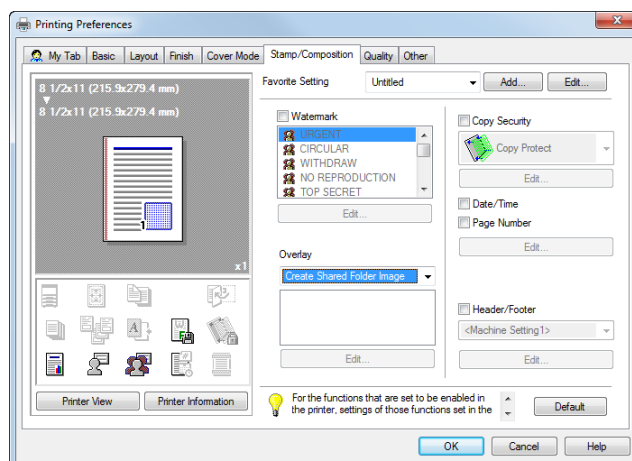 Printing Preferences
My Tab Basic Layout Finish Cover Mode Stamp/Composition Quality Other
8 1/2x11 (215.9x279.4 mm)
8 1/2x11 (215.9x279.4 mm)
1
x1
Printer View Printer Information
Favorite Setting Untitled Add... Edit...
Watermark
URGENT
CIRCULAR
WITHDRAW
NO REPRODUCTION
TOP SECRET
Edit...
Overlay
Create Shared Folder Image
Edit...
Copy Security
Copy Protect
Edit...
Date/Time
Page Number
Edit...
Header/Footer
<Machine Setting1>
Edit...
For the functions that are set to be enabled in
the printer, settings of those functions set in the
Default
OK Cancel Help